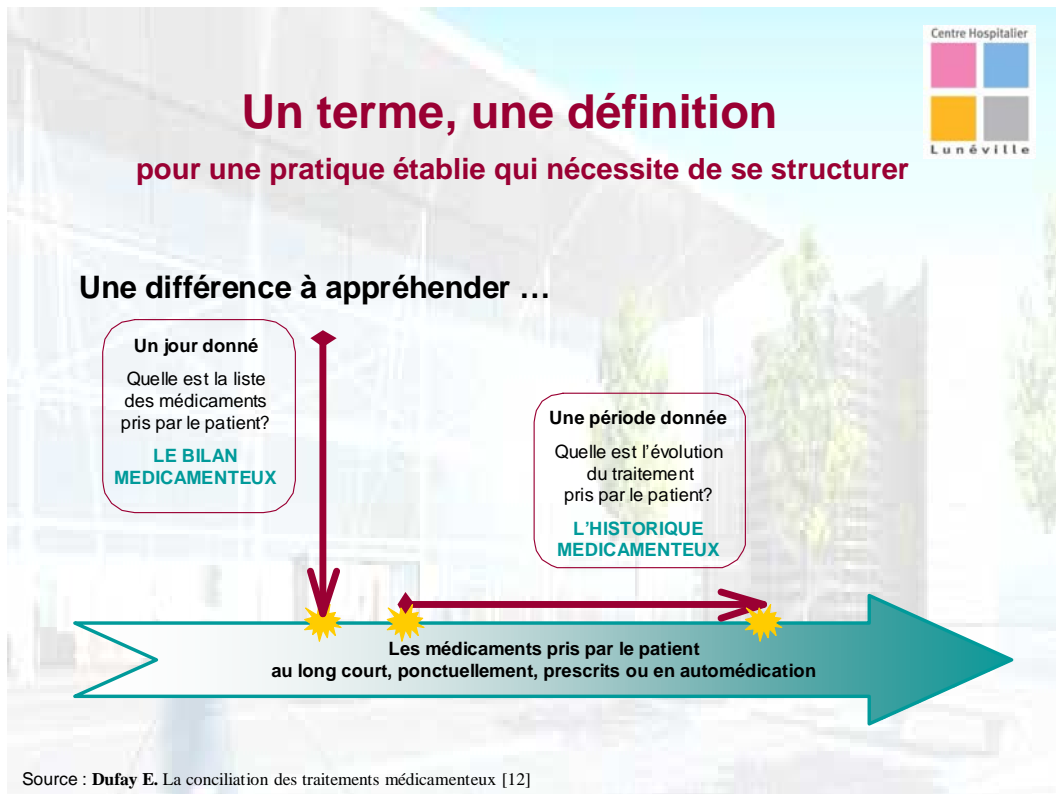 Centre Hospitalier
Lunéville
Un terme, une définition
pour une pratique établie qui nécessite de se structurer
Une différence à appréhender …
Un jour donné
Quelle est la liste
des médicaments
pris par le patient?
LE BILAN
MEDICAMENTEUX
Une période donnée
Quelle est l’évolution
du traitement
pris par le patient?
L’HISTORIQUE
MEDICAMENTEUX
Les médicaments pris par le patient
au long court, ponctuellement, prescrits ou en automédication
Source : Dufay E. La conciliation des traitements médicamenteux [12]